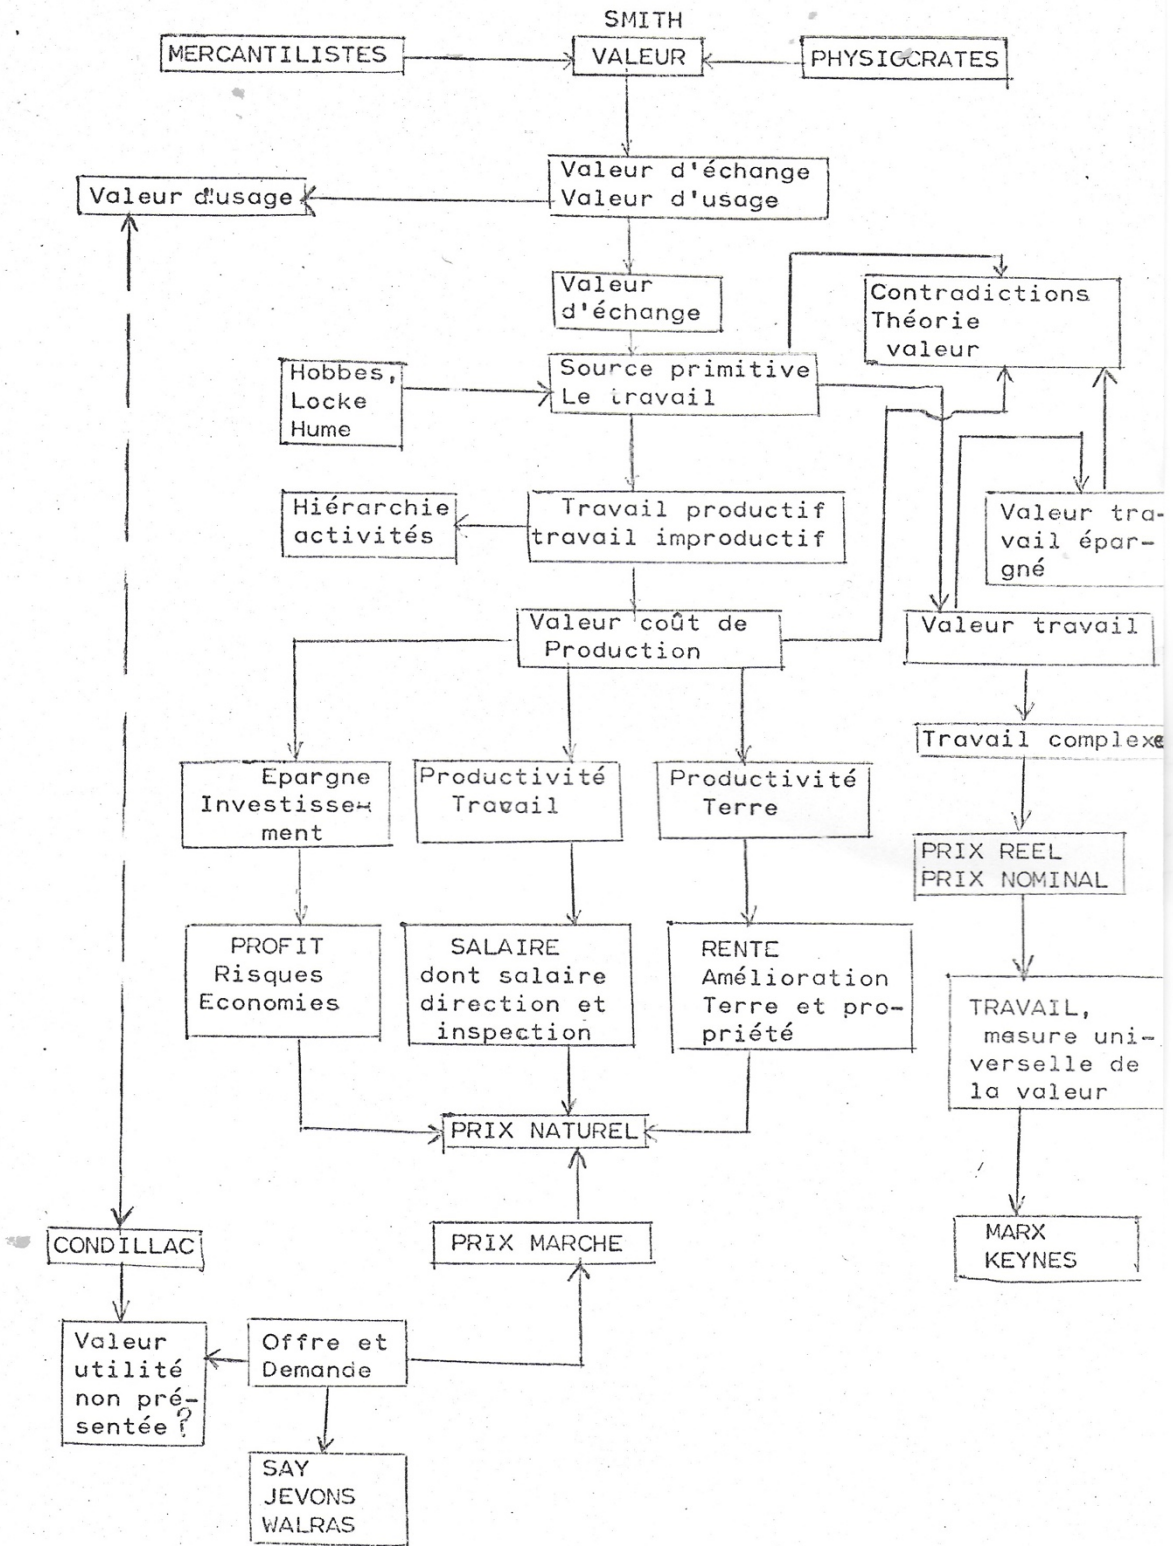 SMITH
MERCANTILISTES
VALEUR
PHYSIOCRATES
Valeur d'échange
Valeur d'usage
Valeur d'usage
Valeur
d'échange
Contradictions
Théorie
valeur
Hobbes,
Locke
Hume
Source primitive
Le travail
Hiérarchie
activités
Travail productif
travail improductif
Valeur tra-
vail épar-
gné
Valeur coût de
Production
Valeur travail
Travail complexe
Epargne
Investisse-
ment
Productivité
Travail
Productivité
Terre
PRIX REEL
PRIX NOMINAL
PROFIT
Risques
Economies
SALAIRE
dont salaire
direction et
inspection
RENTE
Amélioration
Terre et pro-
priété
TRAVAIL,
mesure uni-
verselle de
la valeur
PRIX NATUREL
CONDILLAC
PRIX MARCHE
MARX
KEYNES
Valeur
utilité
non pré-
sentée ?
Offre et
Demande
SAY
JEVONS
WALRAS